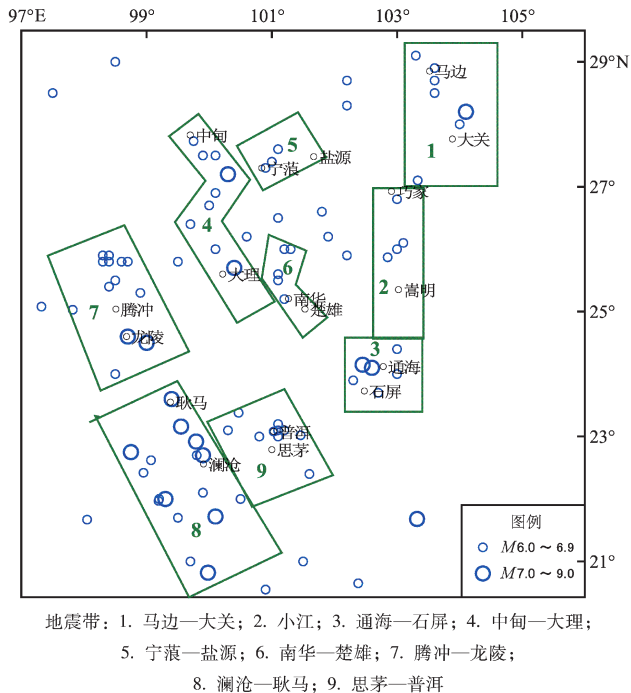 97°E 99° 101° 103° 105°
29°N
马边
大关
1
中甸
5
盐源
宁蒗
27°
巧家
4
6
大理
2
嵩明
南华
楚雄
25°
7
腾冲
龙陵
3
通海
石屏
耿马
23°
普洱
思茅
9
澜沧
8
21°
图例
M6.0～6.9
M7.0～9.0
地震带：1. 马边—大关；2. 小江；3. 通海—石屏；4. 中甸—大理；
5. 宁蒗—盐源；6. 南华—楚雄；7. 腾冲—龙陵；
8. 澜沧—耿马；9. 思茅—普洱